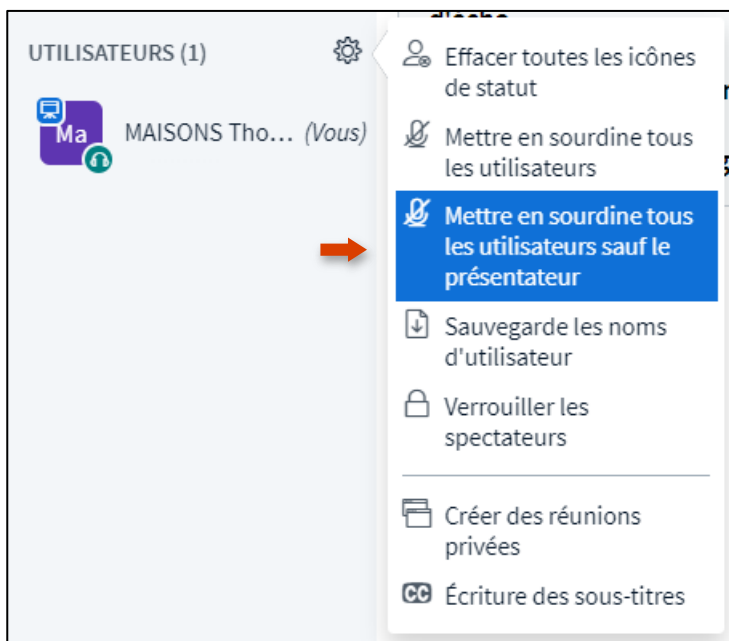 d'écho
UTILISATEURS (1)
Ma
MAISONS Tho... (Vous)
Effacer toutes les icônes
de statut
Mettre en sourdine tous
les utilisateurs
Mettre en sourdine tous
les utilisateurs sauf le
présentateur
Sauvegarde les noms
d'utilisateur
Verrouiller les
spectateurs
Créer des réunions
privées
CC Écriture des sous-titres